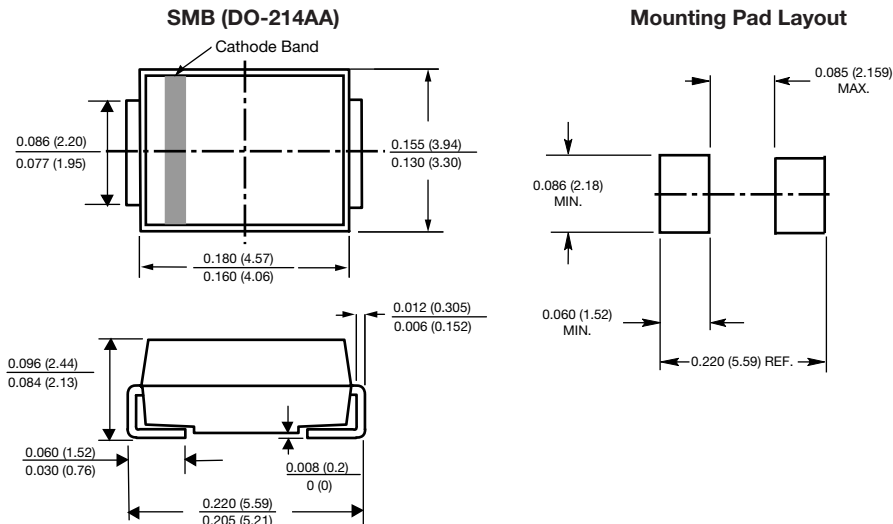 SMB (DO-214AA)
Cathode Band
0.086 (2.20)
0.077 (1.95)
0.155 (3.94)
0.130 (3.30)
0.180 (4.57)
0.160 (4.06)
0.012 (0.305)
0.006 (0.152)
0.096 (2.44)
0.084 (2.13)
0.060 (1.52)
0.030 (0.76)
0.008 (0.2)
0 (0)
0.220 (5.59)
0.205 (5.21)
Mounting Pad Layout
0.085 (2.159)
MAX.
0.086 (2.18)
MIN.
0.060 (1.52)
MIN.
0.220 (5.59) REF.